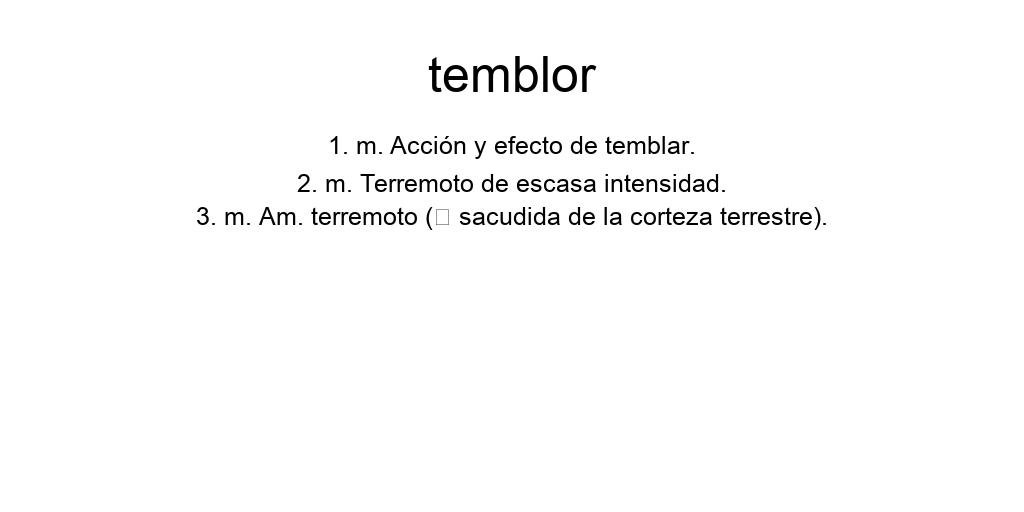 temblor
1. m. Acción y efecto de temblar.
2. m. Terremoto de escasa intensidad.
3. m. Am. terremoto (□ sacudida de la corteza terrestre).